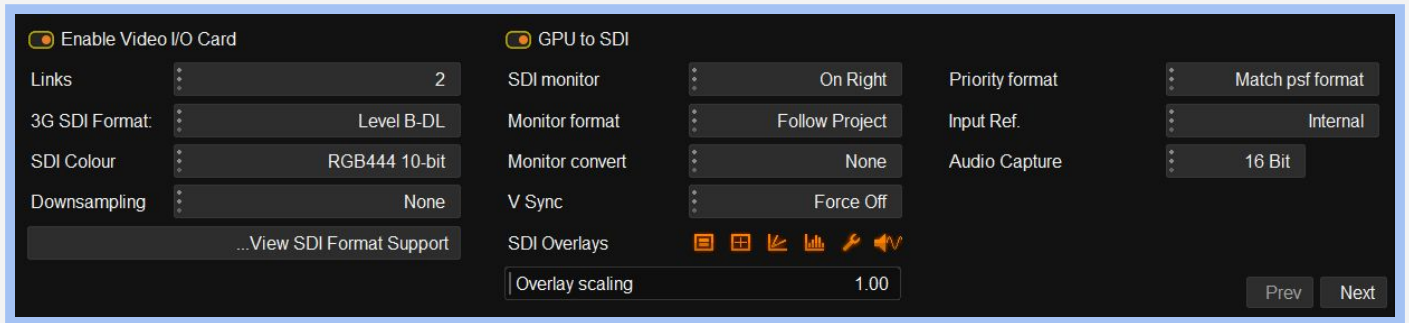 Enable Video I/O Card
Links 2
3G SDI Format: Level B-DL
SDI Colour RGB444 10-bit
Downsampling None
...View SDI Format Support
GPU to SDI
SDI monitor On Right
Monitor format Follow Project
Monitor convert None
V Sync Force Off
SDI Overlays
Overlay scaling 1.00
Priority format Match psf format
Input Ref. Internal
Audio Capture 16 Bit
Prev Next